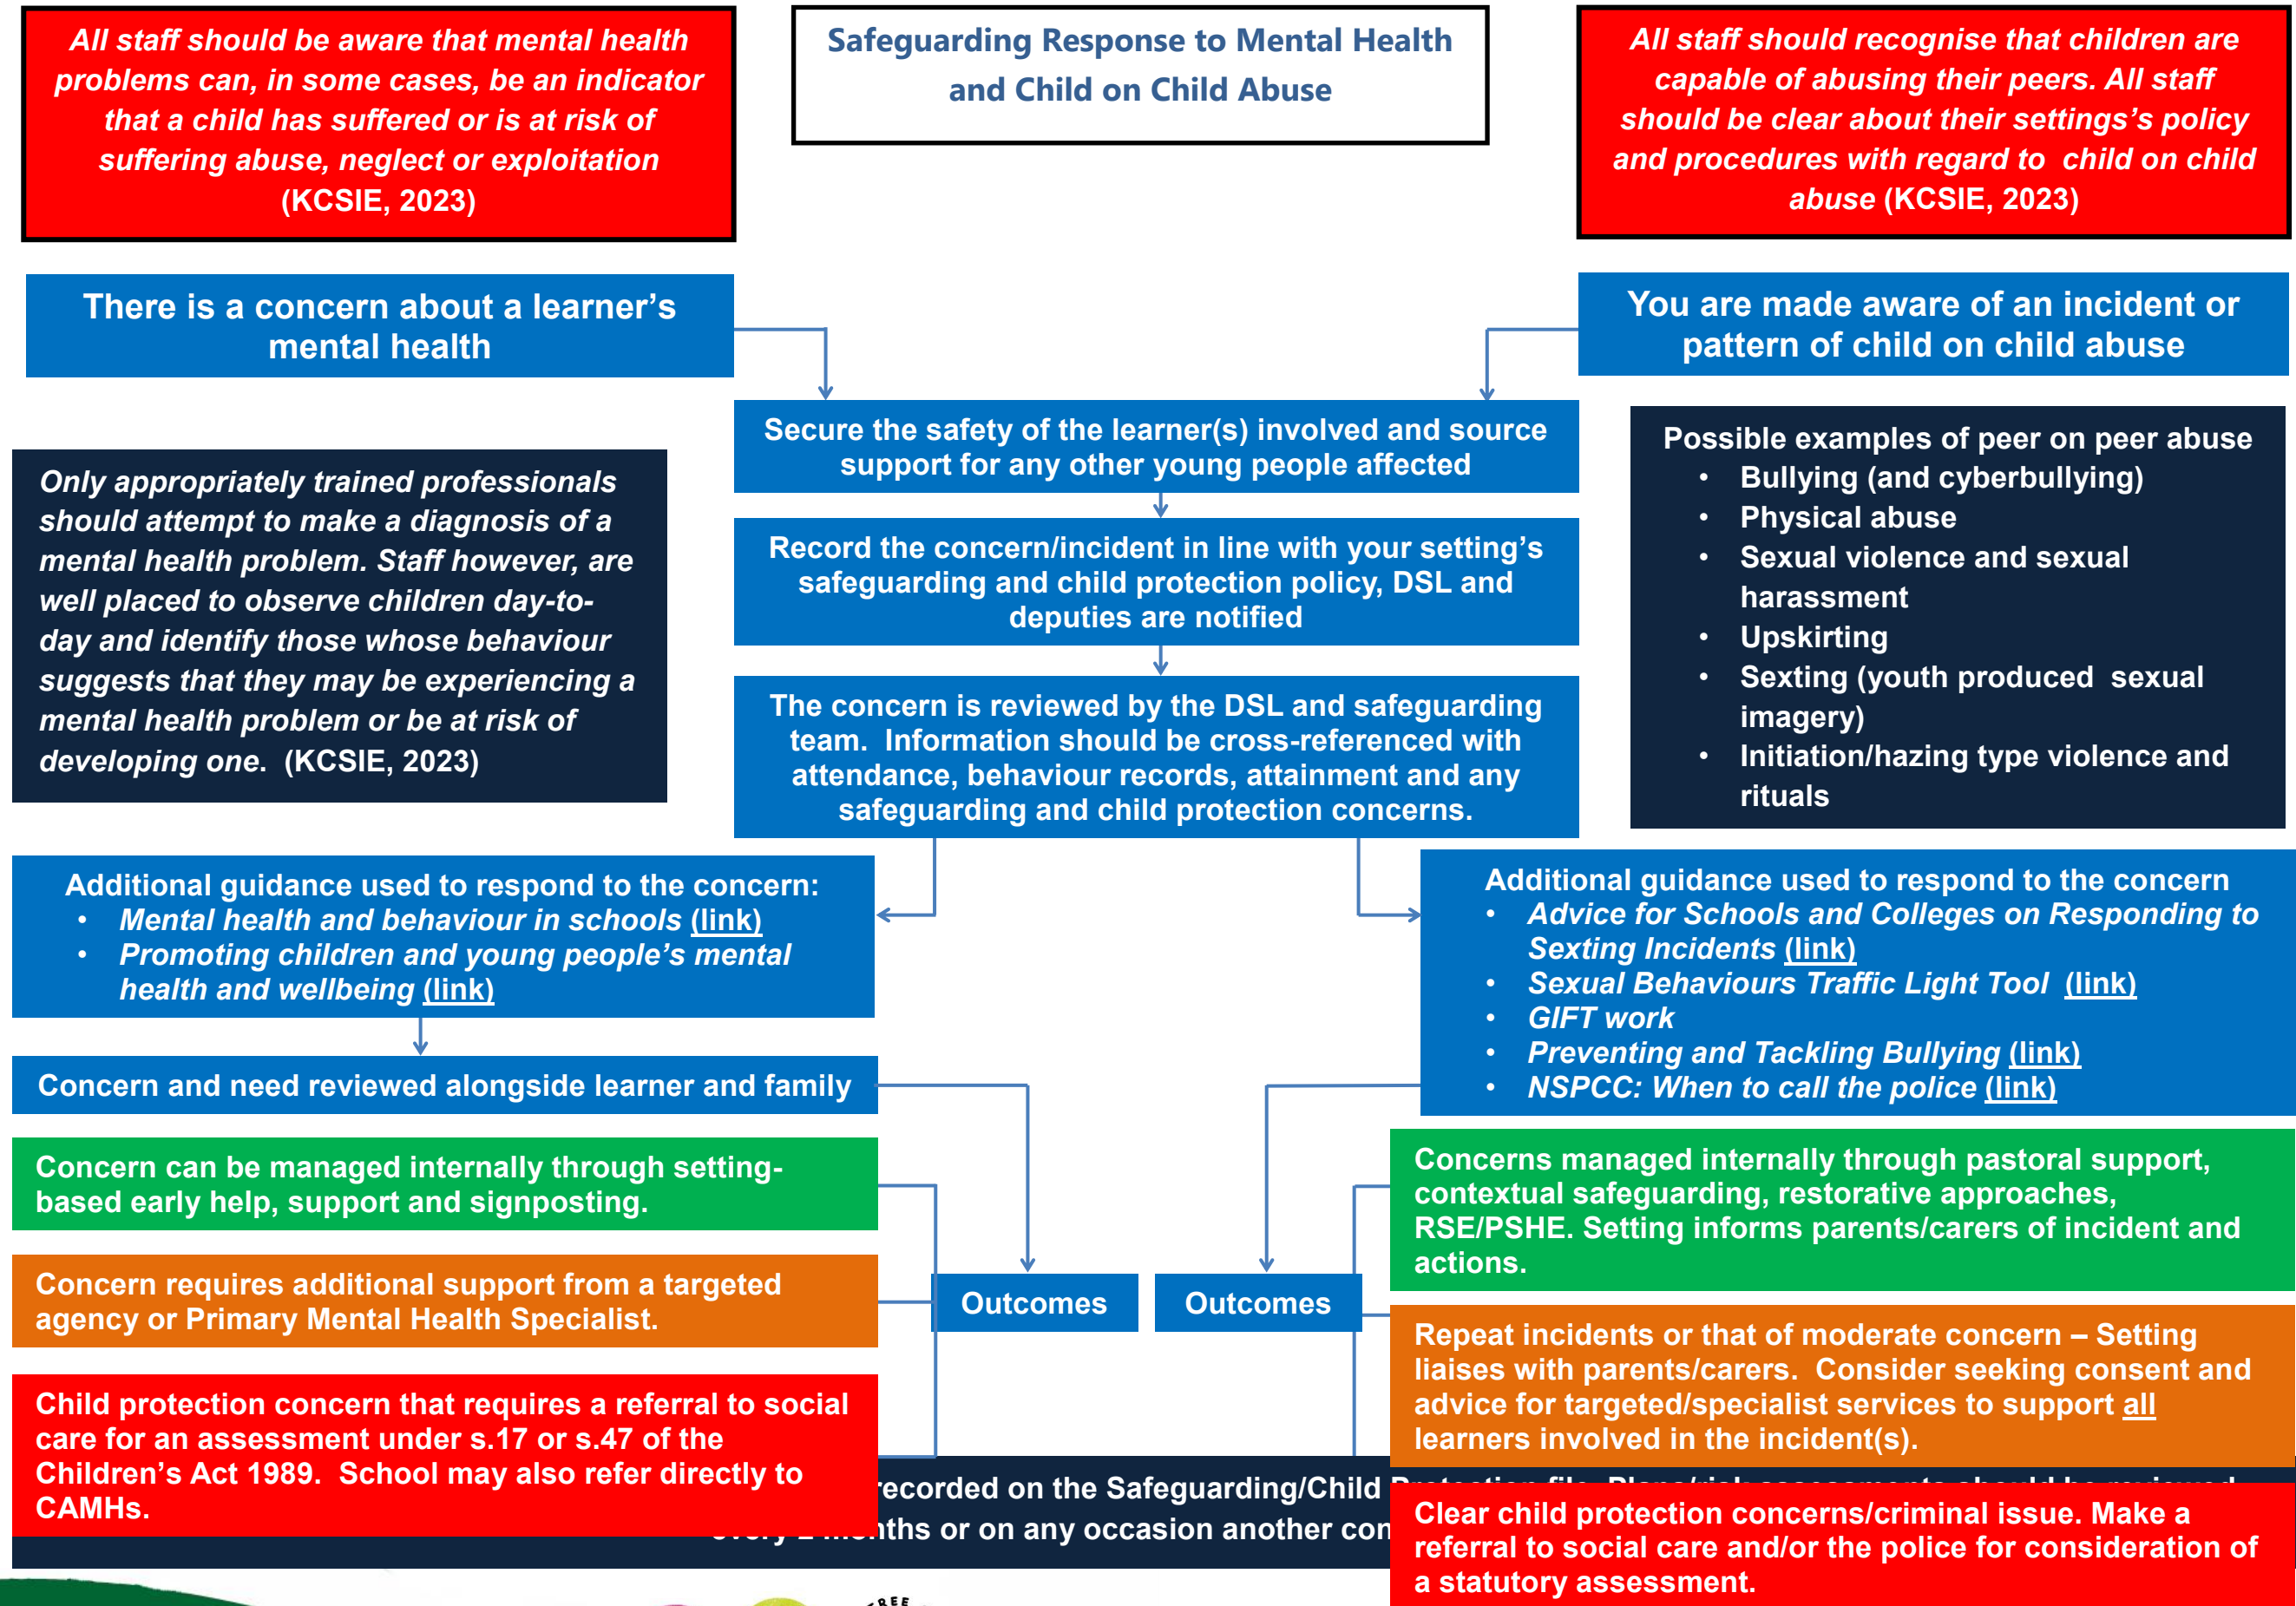 All staff should be aware that mental health
problems can, in some cases, be an indicator
that a child has suffered or is at risk of
suffering abuse, neglect or exploitation
(KCSIE, 2023)
Safeguarding Response to Mental Health
and Child on Child Abuse
All staff should recognise that children are
capable of abusing their peers. All staff
should be clear about their settings's policy
and procedures with regard to child on child
abuse (KCSIE, 2023)
There is a concern about a learner’s
mental health
You are made aware of an incident or
pattern of child on child abuse
Secure the safety of the learner(s) involved and source
support for any other young people affected
Only appropriately trained professionals
should attempt to make a diagnosis of a
mental health problem. Staff however, are
well placed to observe children day-to-
day and identify those whose behaviour
suggests that they may be experiencing a
mental health problem or be at risk of
developing one. (KCSIE, 2023)
Record the concern/incident in line with your setting’s
safeguarding and child protection policy, DSL and
deputies are notified
Possible examples of peer on peer abuse
• Bullying (and cyberbullying)
• Physical abuse
• Sexual violence and sexual
harassment
• Upskirting
• Sexting (youth produced sexual
imagery)
• Initiation/hazing type violence and
rituals
The concern is reviewed by the DSL and safeguarding
team. Information should be cross-referenced with
attendance, behaviour records, attainment and any
safeguarding and child protection concerns.
Additional guidance used to respond to the concern:
• Mental health and behaviour in schools (link)
• Promoting children and young people’s mental
health and wellbeing (link)
Additional guidance used to respond to the concern
• Advice for Schools and Colleges on Responding to
Sexting Incidents (link)
• Sexual Behaviours Traffic Light Tool (link)
• GIFT work
• Preventing and Tackling Bullying (link)
• NSPCC: When to call the police (link)
Concern and need reviewed alongside learner and family
Concern can be managed internally through setting-
based early help, support and signposting.
Concern requires additional support from a targeted
agency or Primary Mental Health Specialist.
Child protection concern that requires a referral to social
care for an assessment under s.17 or s.47 of the
Children’s Act 1989. School may also refer directly to
CAMHs.
Outcomes
Outcomes
Concerns managed internally through pastoral support,
contextual safeguarding, restorative approaches,
RSE/PSHE. Setting informs parents/carers of incident and
actions.
Repeat incidents or that of moderate concern – Setting
liaises with parents/carers. Consider seeking consent and
advice for targeted/specialist services to support all
learners involved in the incident(s).
Clear child protection concerns/criminal issue. Make a
referral to social care and/or the police for consideration of
a statutory assessment.
recorded on the Safeguarding/Child Protection file. Plans/risk assessments should be reviewed
every 2 months or on any occasion another con